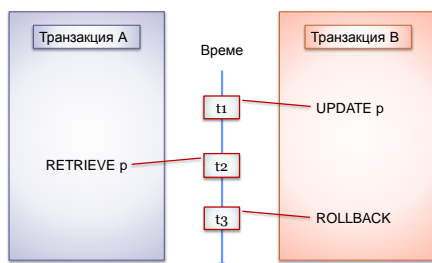 Транзакция A
Транзакция B
Време
t1
UPDATE p
RETRIEVE p
t2
t3
ROLLBACK